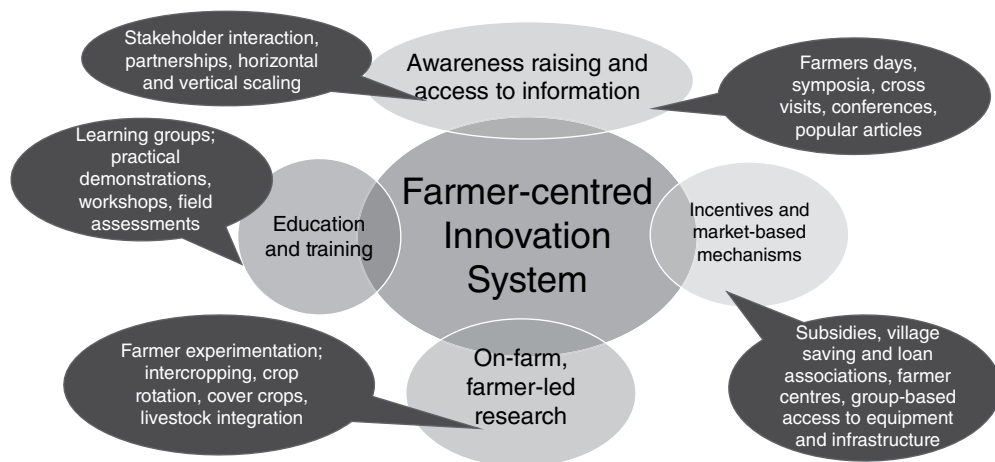 Stakeholder interaction,
partnerships, horizontal
and vertical scaling
Awareness raising and
access to information
Farmers days,
symposia, cross
visits, conferences,
popular articles
Learning groups;
practical
demonstrations,
workshops, field
assessments
Education
and training
Farmer-centred
Innovation
System
Incentives and
market-based
mechanisms
Farmer experimentation;
intercropping, crop
rotation, cover crops,
livestock integration
On-farm,
farmer-led
research
Subsidies, village
saving and loan
associations, farmer
centres, group-based
access to equipment
and infrastructure